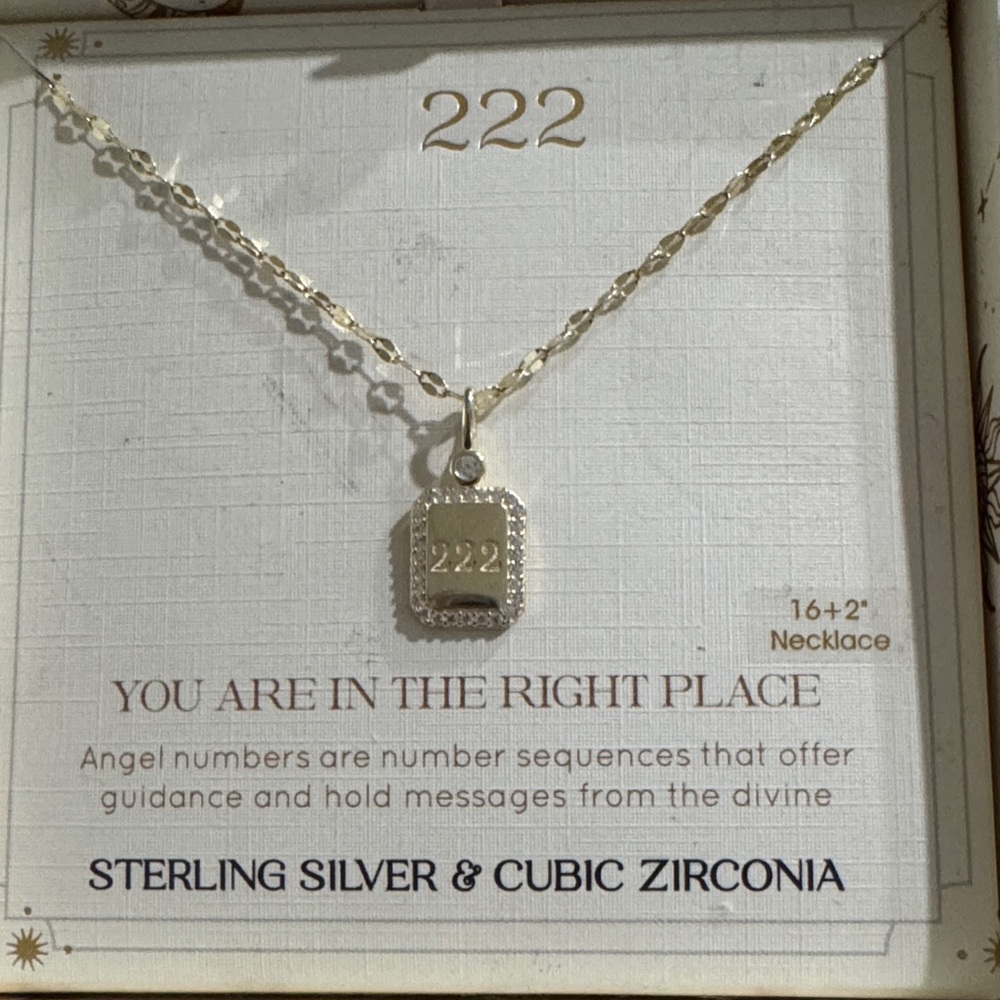 222
222
16+2"
Necklace
YOU ARE IN THE RIGHT PLACE
Angel numbers are number sequences that offer
guidance and hold messages from the divine
STERLING SILVER & CUBIC ZIRCONIA